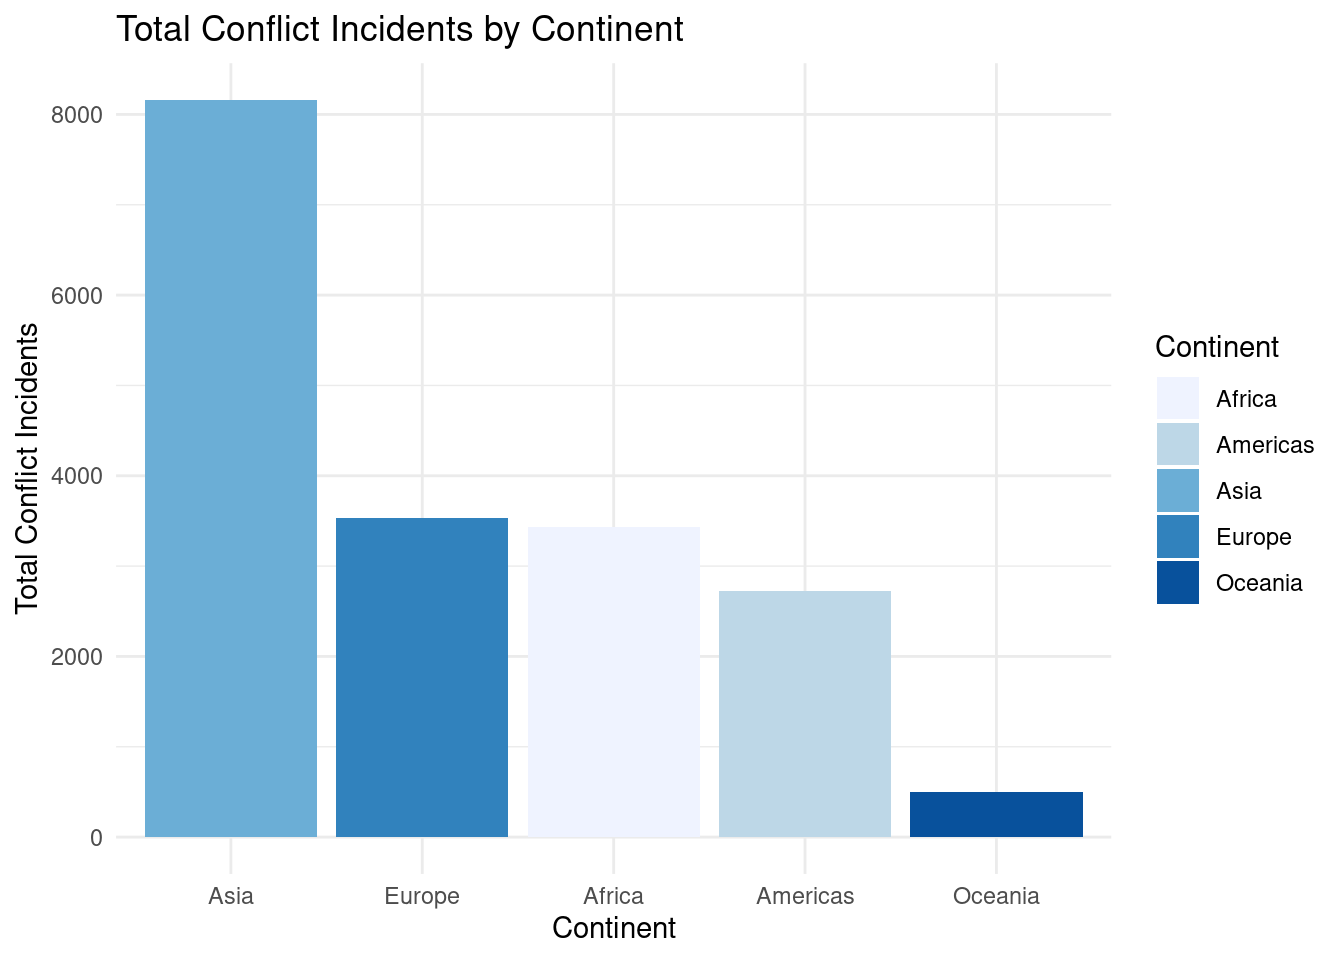 Total Conflict Incidents by Continent
Total Conflict Incidents
8000
6000
4000
2000
0
Asia
Europe
Africa
Americas
Oceania
Continent
Continent
Africa
Americas
Asia
Europe
Oceania